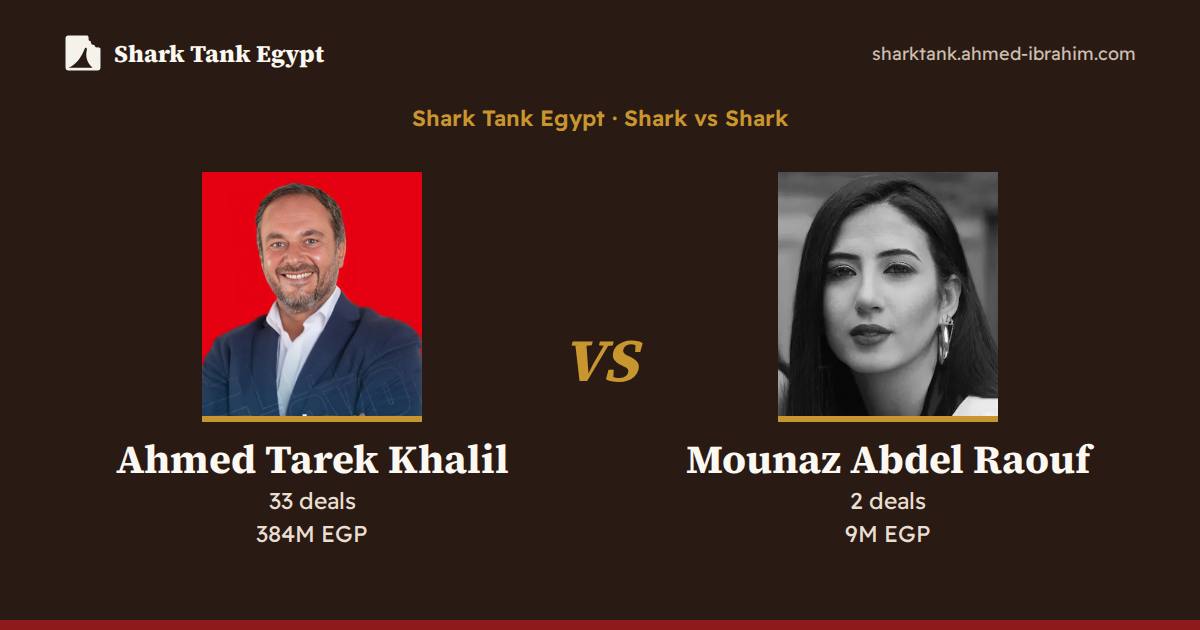 Shark Tank Egypt
sharktank.ahmed-ibrahim.com
Shark Tank Egypt · Shark vs Shark
VS
Ahmed Tarek Khalil
33 deals
384M EGP
Mounaz Abdel Raouf
2 deals
9M EGP